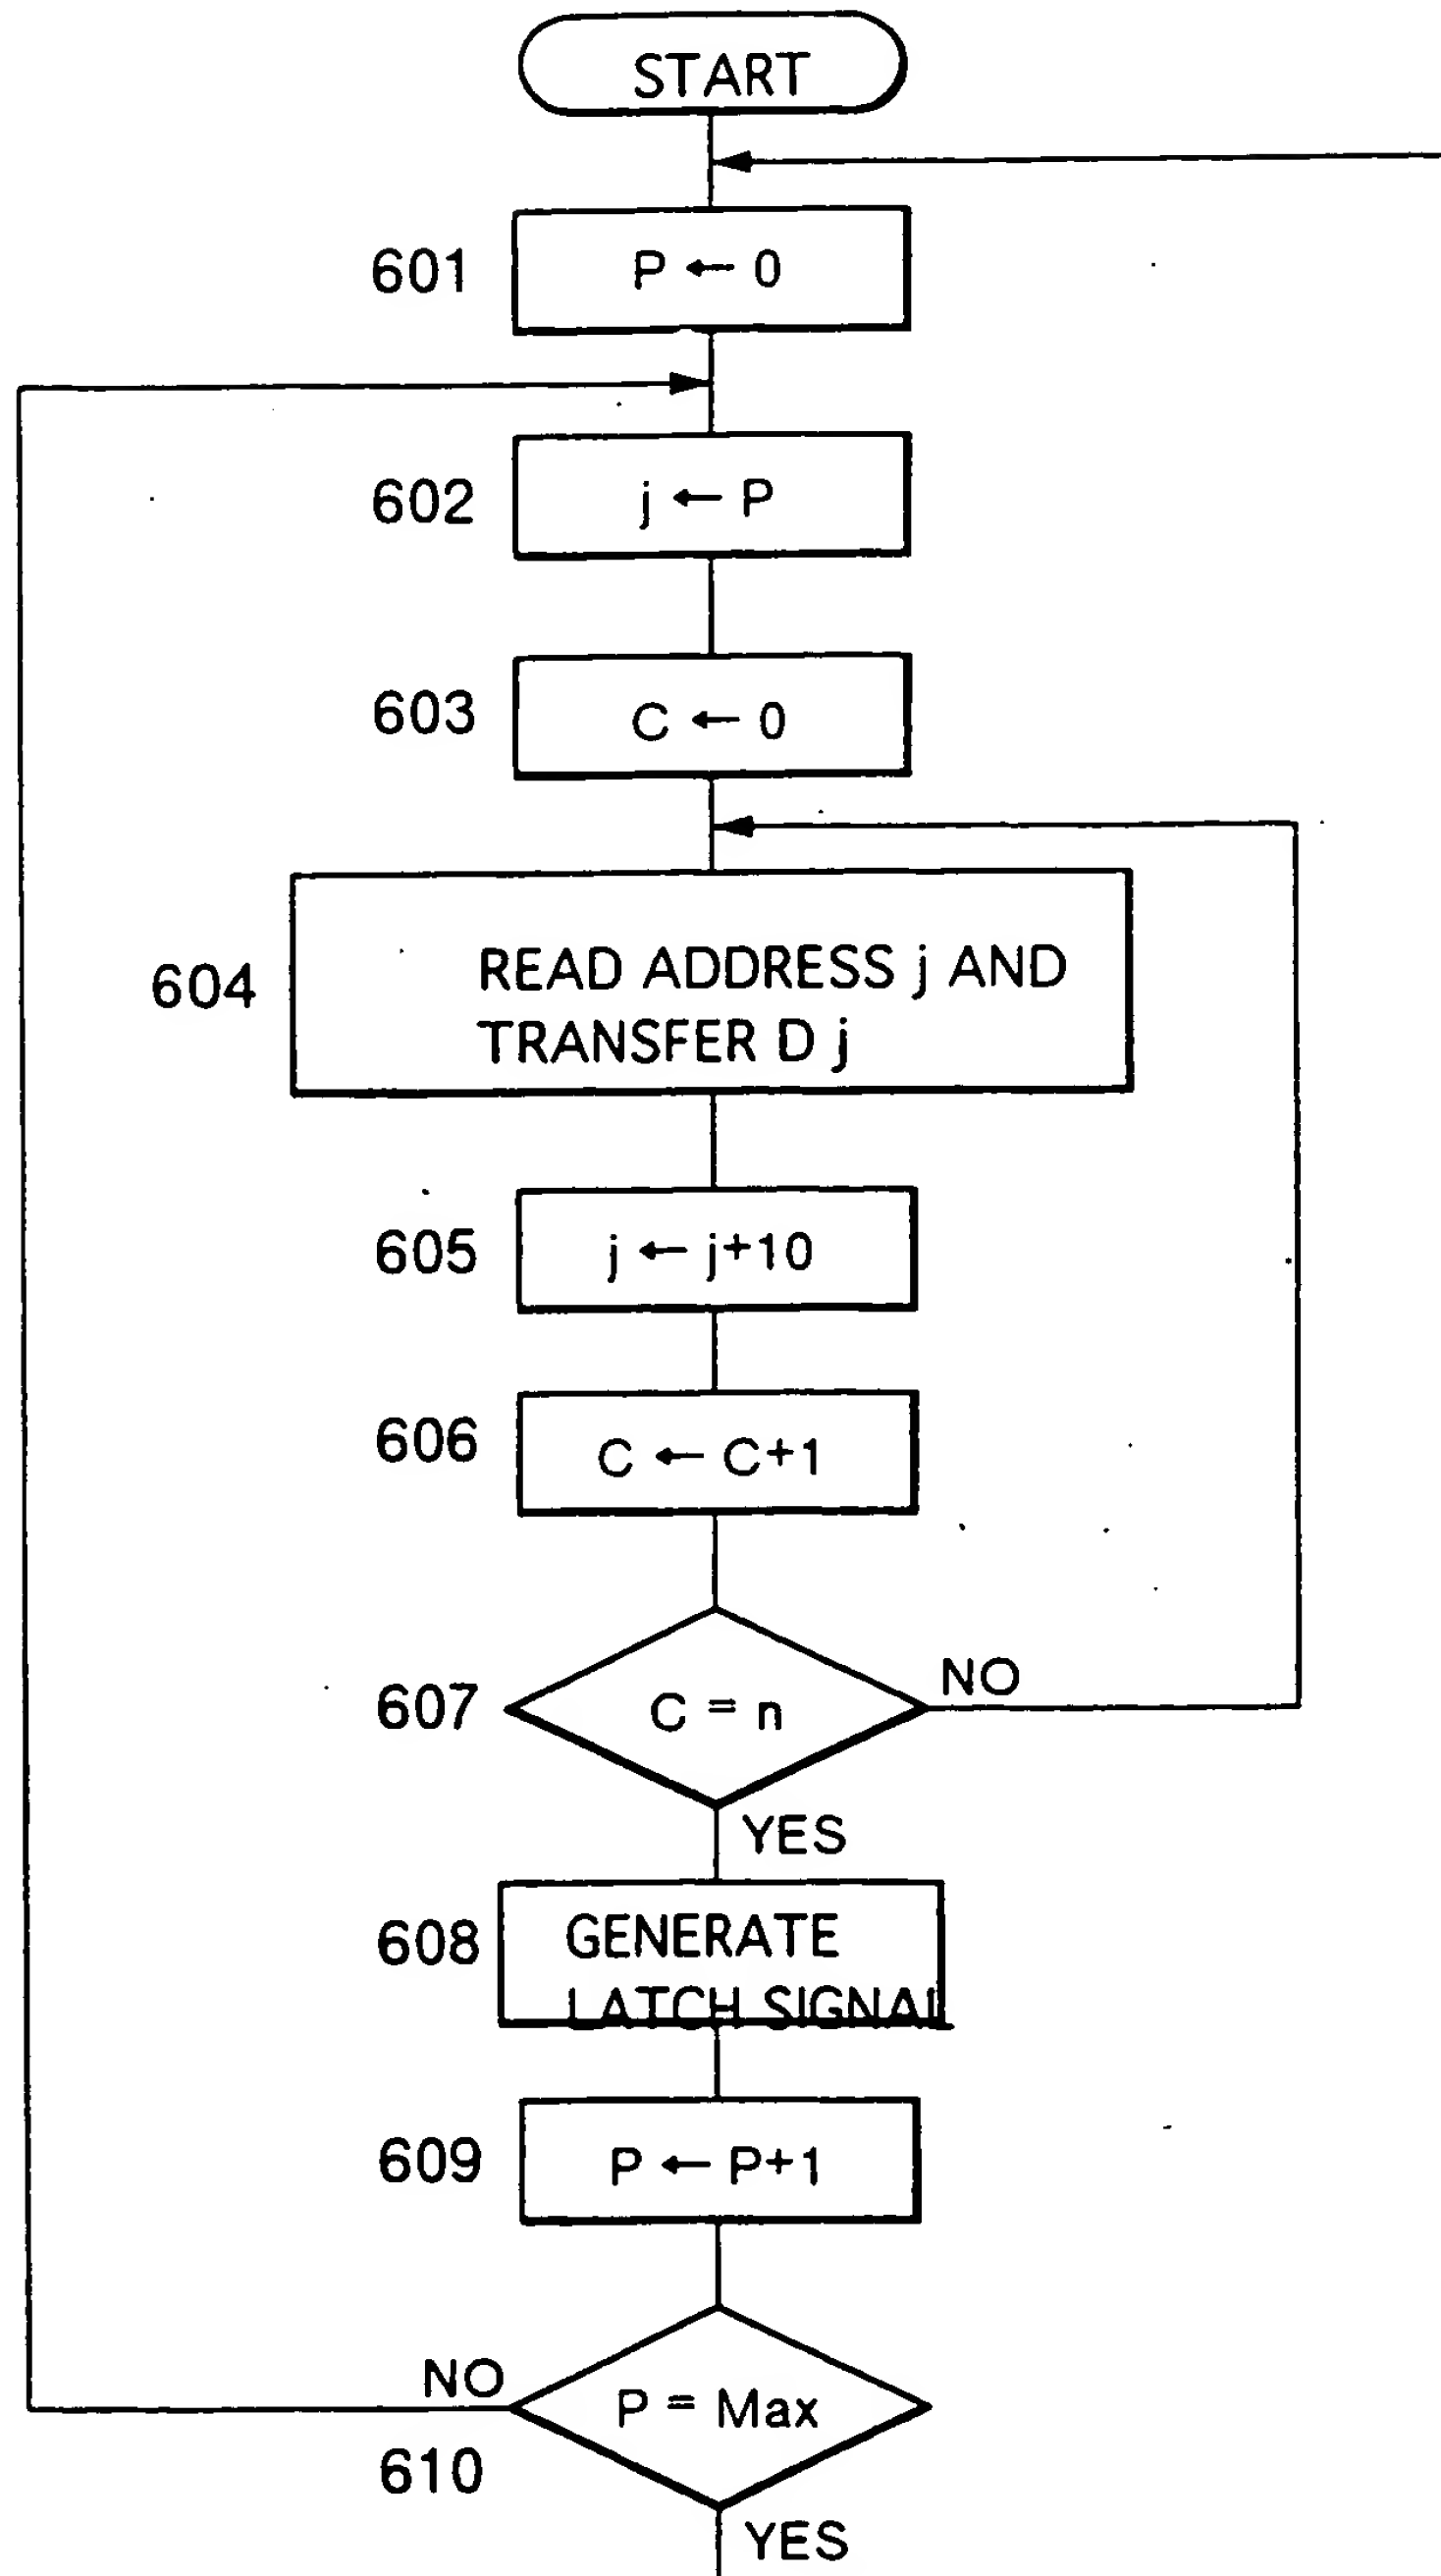 START
601
P ← 0
602
j ← P
603
C ← 0
604
READ ADDRESS j AND
TRANSFER D j
605
j ← j+10
606
C ← C+1
607
C = n
NO
YES
608
GENERATE
LATCH SIGNAL
609
P ← P+1
NO
P = Max
610
YES